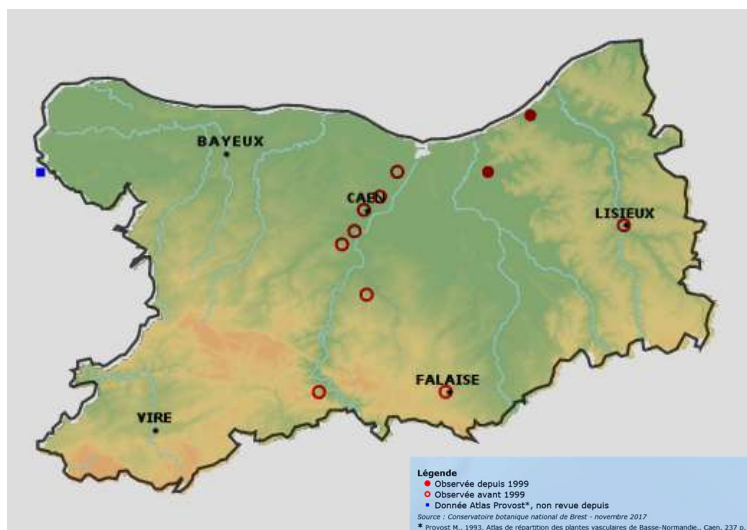 BAYEUX
CAEN
LISIEUX
FALAISE
VIRE
Légende
Observée depuis 1999
Observée avant 1999
Donnée Atlas Provost*, non revue depuis
Source : Conservatoire botanique national de Brest - novembre 2017
* Provost M., 1993. Atlas de répartition des plantes vasculaires de Basse-Normandie., Caen, 237 p.